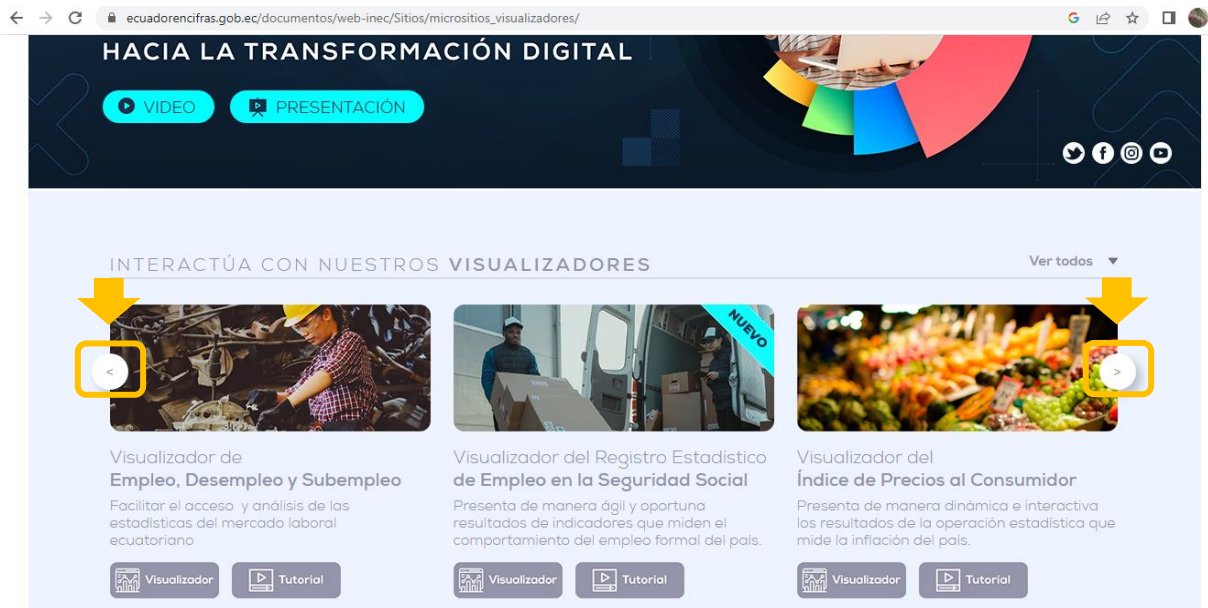 ecuadorencifras.gob.ec/documentos/web-inec/Sitios/micrositios_visualizadores/
HACIA LA TRANSFORMACIÓN DIGITAL
VIDEO
PRESENTACIÓN
INTERACTÚA CON NUESTROS VISUALIZADORES
Ver todos
NUEVO
<
>
Visualizador de
Empleo, Desempleo y Subempleo
Facilitar el acceso y análisis de las
estadísticas del mercado laboral
ecuatoriano
Visualizador
Tutorial
Visualizador del Registro Estadístico
de Empleo en la Seguridad Social
Presenta de manera ágil y oportuna
resultados de indicadores que miden el
comportamiento del empleo formal del país.
Visualizador
Tutorial
Visualizador del
Índice de Precios al Consumidor
Presenta de manera dinámica e interactiva
los resultados de la operación estadística que
mide la inflación del país.
Visualizador
Tutorial